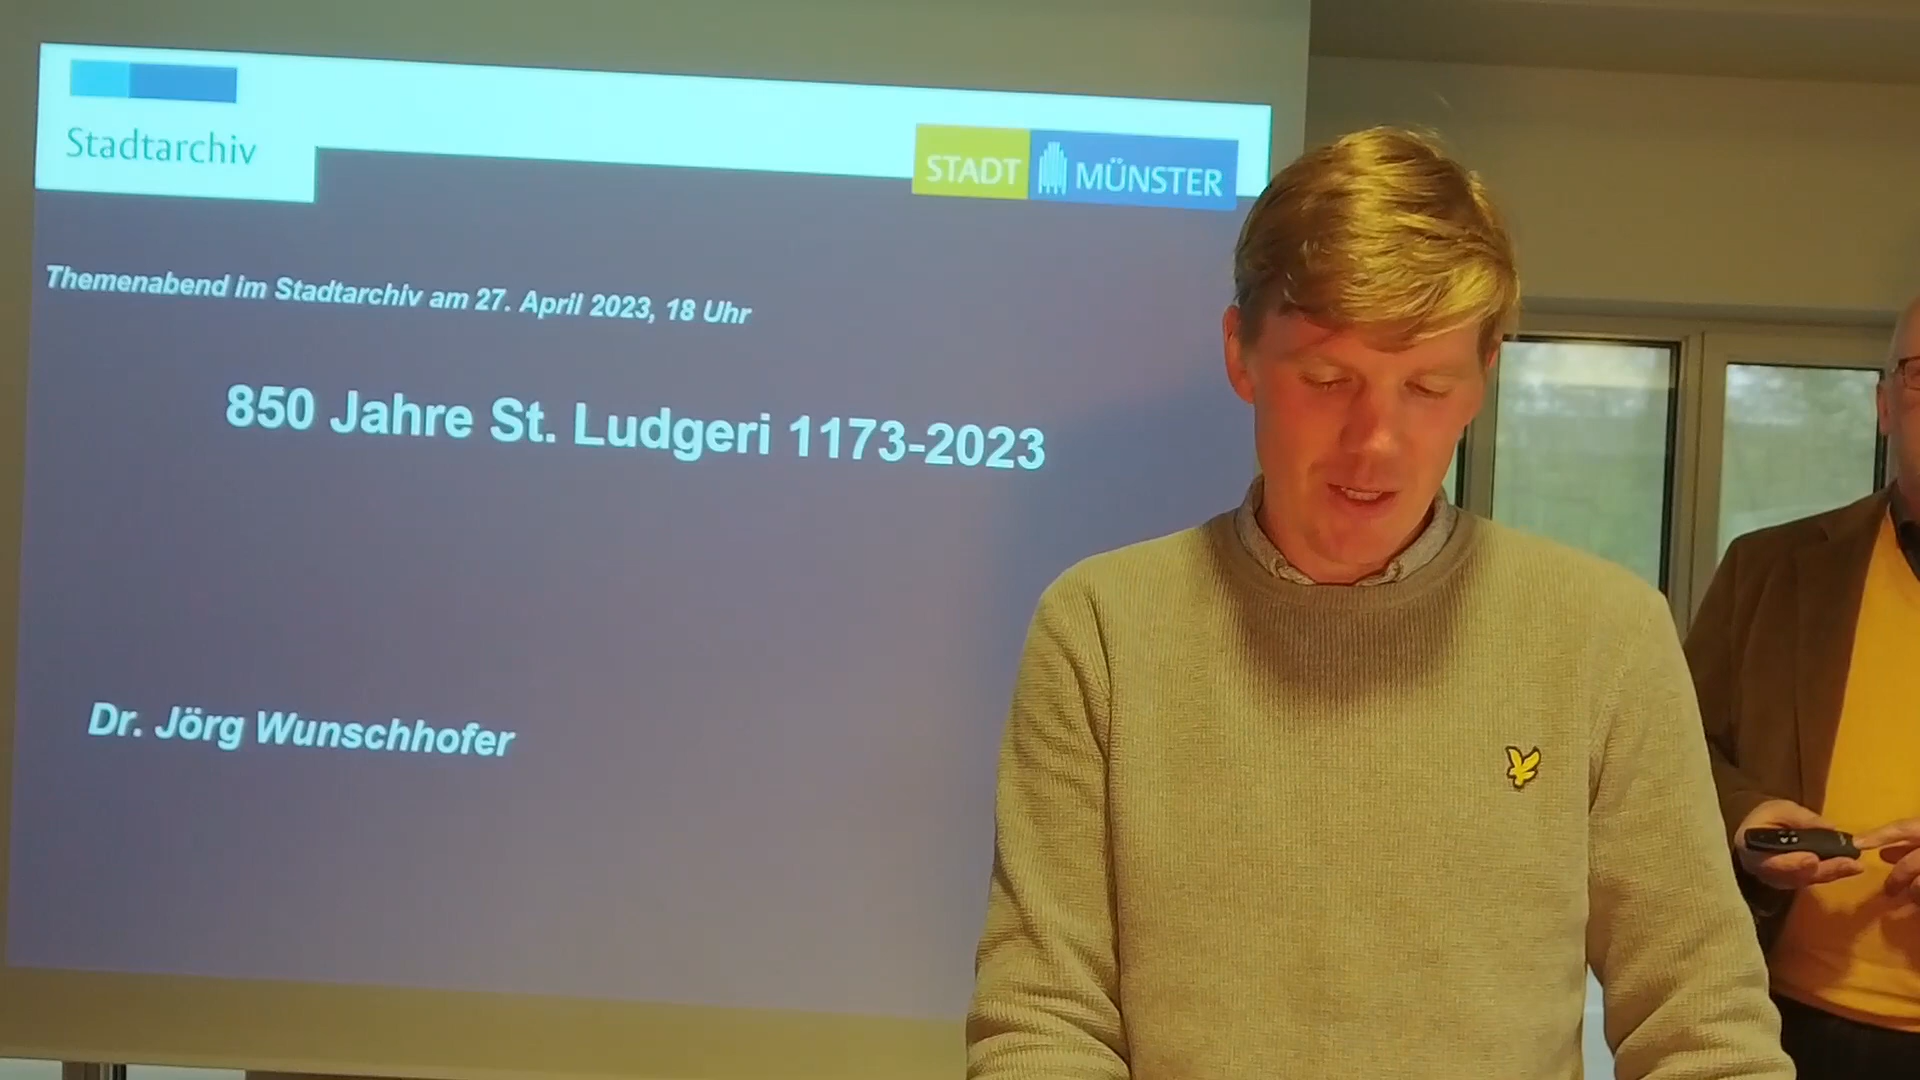 Stadtarchiv
STADT MÜNSTER
Themenabend im Stadtarchiv am 27. April 2023, 18 Uhr
850 Jahre St. Ludgeri 1173-2023
Dr. Jörg Wunschhofer